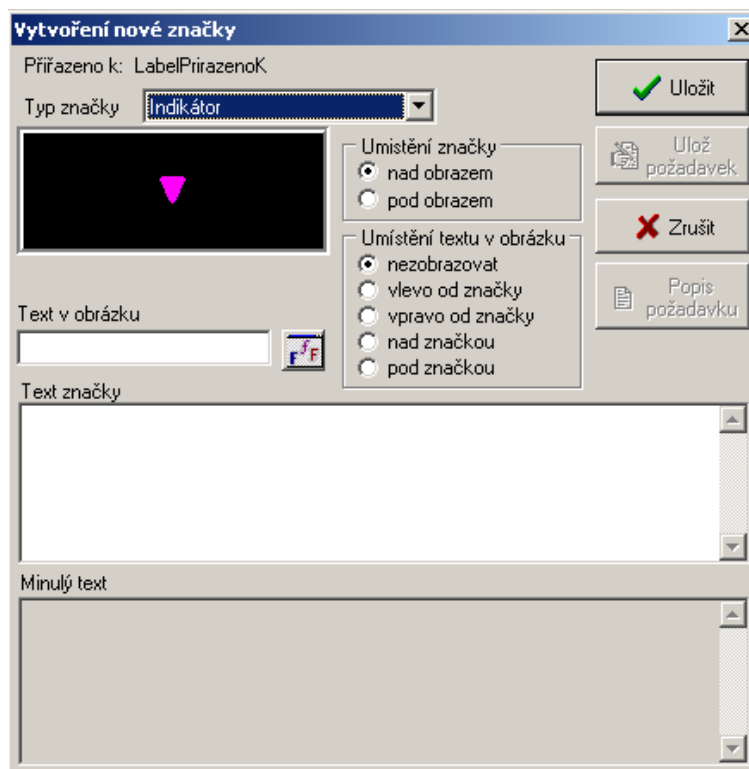 Vytvoření nové značky
Přiřazeno k: LabelPrirazenoK
Typ značky
Indikátor
Umistění značky
nad obrazem
pod obrazem
Umístění textu v obrázku
nezobrazovat
vlevo od značky
vpravo od značky
nad značkou
pod značkou
Uložit
Ulož
požadavek
Zrušit
Popis
požadavku
Text v obrázku
FfF
Text značky
Minulý text